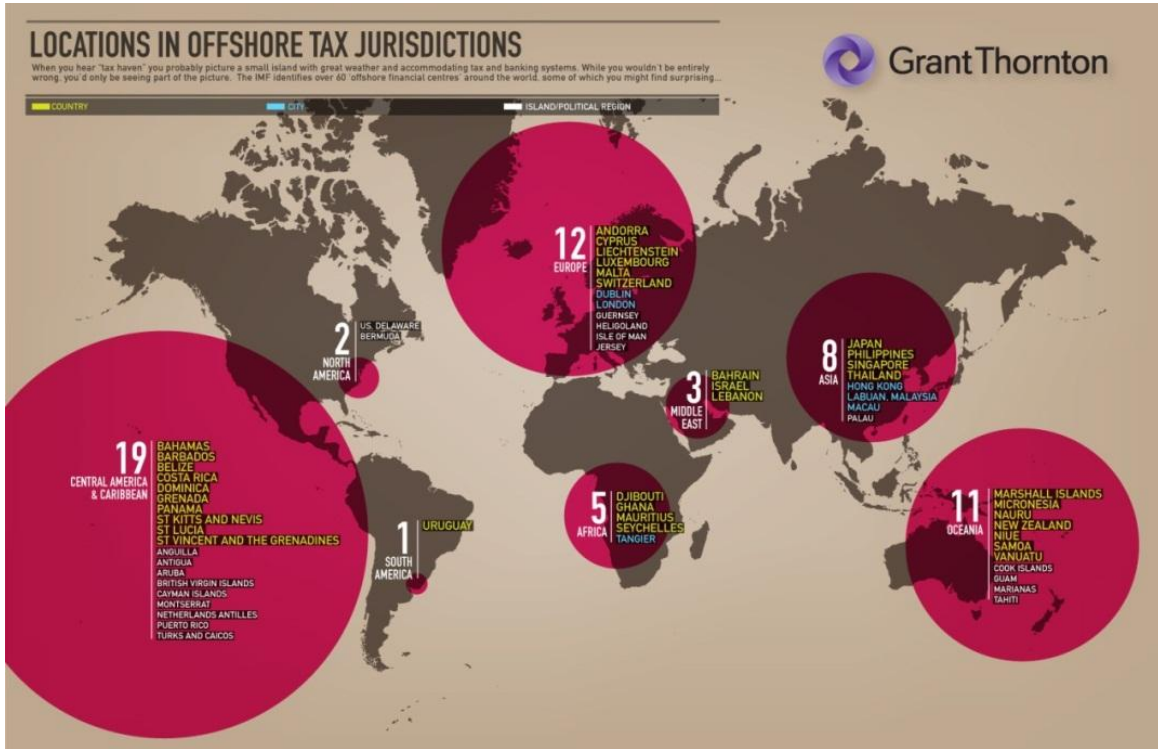 LOCATIONS IN OFFSHORE TAX JURISDICTIONS
When you hear "tax haven" you probably picture a small island with great weather and accommodating tax and banking systems. While you wouldn't be entirely
wrong, you'd only be seeing part of the picture. The IMF identifies over 60 'offshore financial centres' around the world, some of which you might find surprising...
COUNTRY
CITY
ISLAND/POLITICAL REGION
Grant Thornton
12
EUROPE
ANDORRA
CYPRUS
LIECHTENSTEIN
LUXEMBOURG
MALTA
SWITZERLAND
DUBLIN
LONDON
GUERNSEY
HELIGOLAND
ISLE OF MAN
JERSEY
2
NORTH
AMERICA
US, DELAWARE
BERMUDA
8
ASIA
JAPAN
PHILIPPINES
SINGAPORE
THAILAND
HONG KONG
LABUAN, MALAYSIA
MACAU
PALAU
3
MIDDLE
EAST
BAHRAIN
ISRAEL
LEBANON
19
CENTRAL AMERICA
& CARIBBEAN
BAHAMAS
BARBADOS
BELIZE
COSTA RICA
DOMINICA
GRENADA
PANAMA
ST KITTS AND NEVIS
ST LUCIA
ST VINCENT AND THE GRENADINES
ANGUILLA
ANTIGUA
ARUBA
BRITISH VIRGIN ISLANDS
CAYMAN ISLANDS
MONTSERRAT
NETHERLANDS ANTILLES
PUERTO RICO
TURKS AND CAICOS
1
SOUTH
AMERICA
URUGUAY
5
AFRICA
DJIBOUTI
GHANA
MAURITIUS
SEYCHELLES
TANGIER
11
OCEANIA
MARSHALL ISLANDS
MICRONESIA
NAURU
NEW ZEALAND
NIUE
SAMOA
VANUATU
COOK ISLANDS
GUAM
MARIANAS
TAHITI